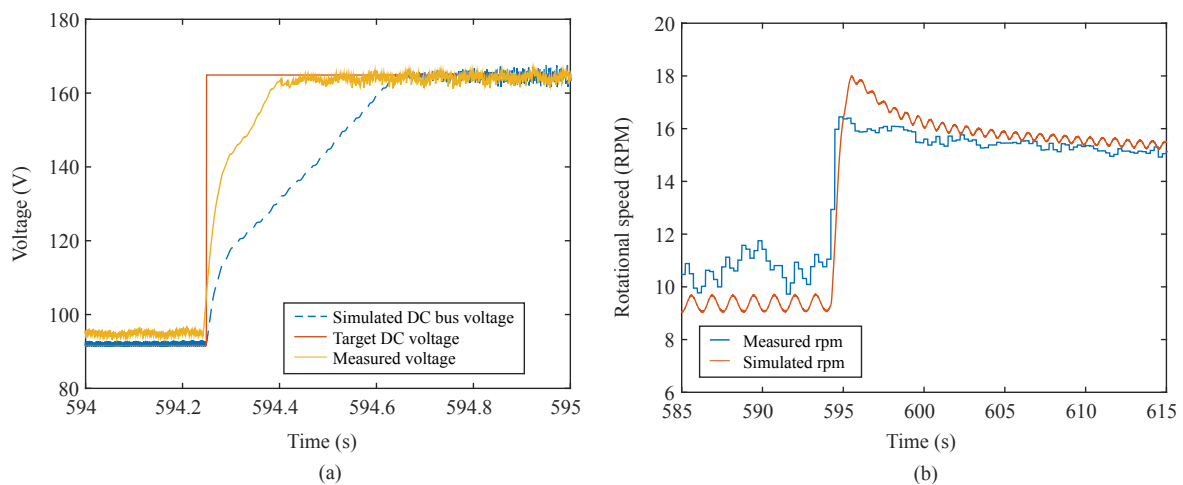 180
160
140
120
100
80
594
594.2
594.4
594.6
594.8
595
Voltage (V)
Time (s)
Simulated DC bus voltage
Target DC voltage
Measured voltage
(a)
20
18
16
14
12
10
8
6
585
590
595
600
605
610
615
Rotational speed (RPM)
Time (s)
Measured rpm
Simulated rpm
(b)